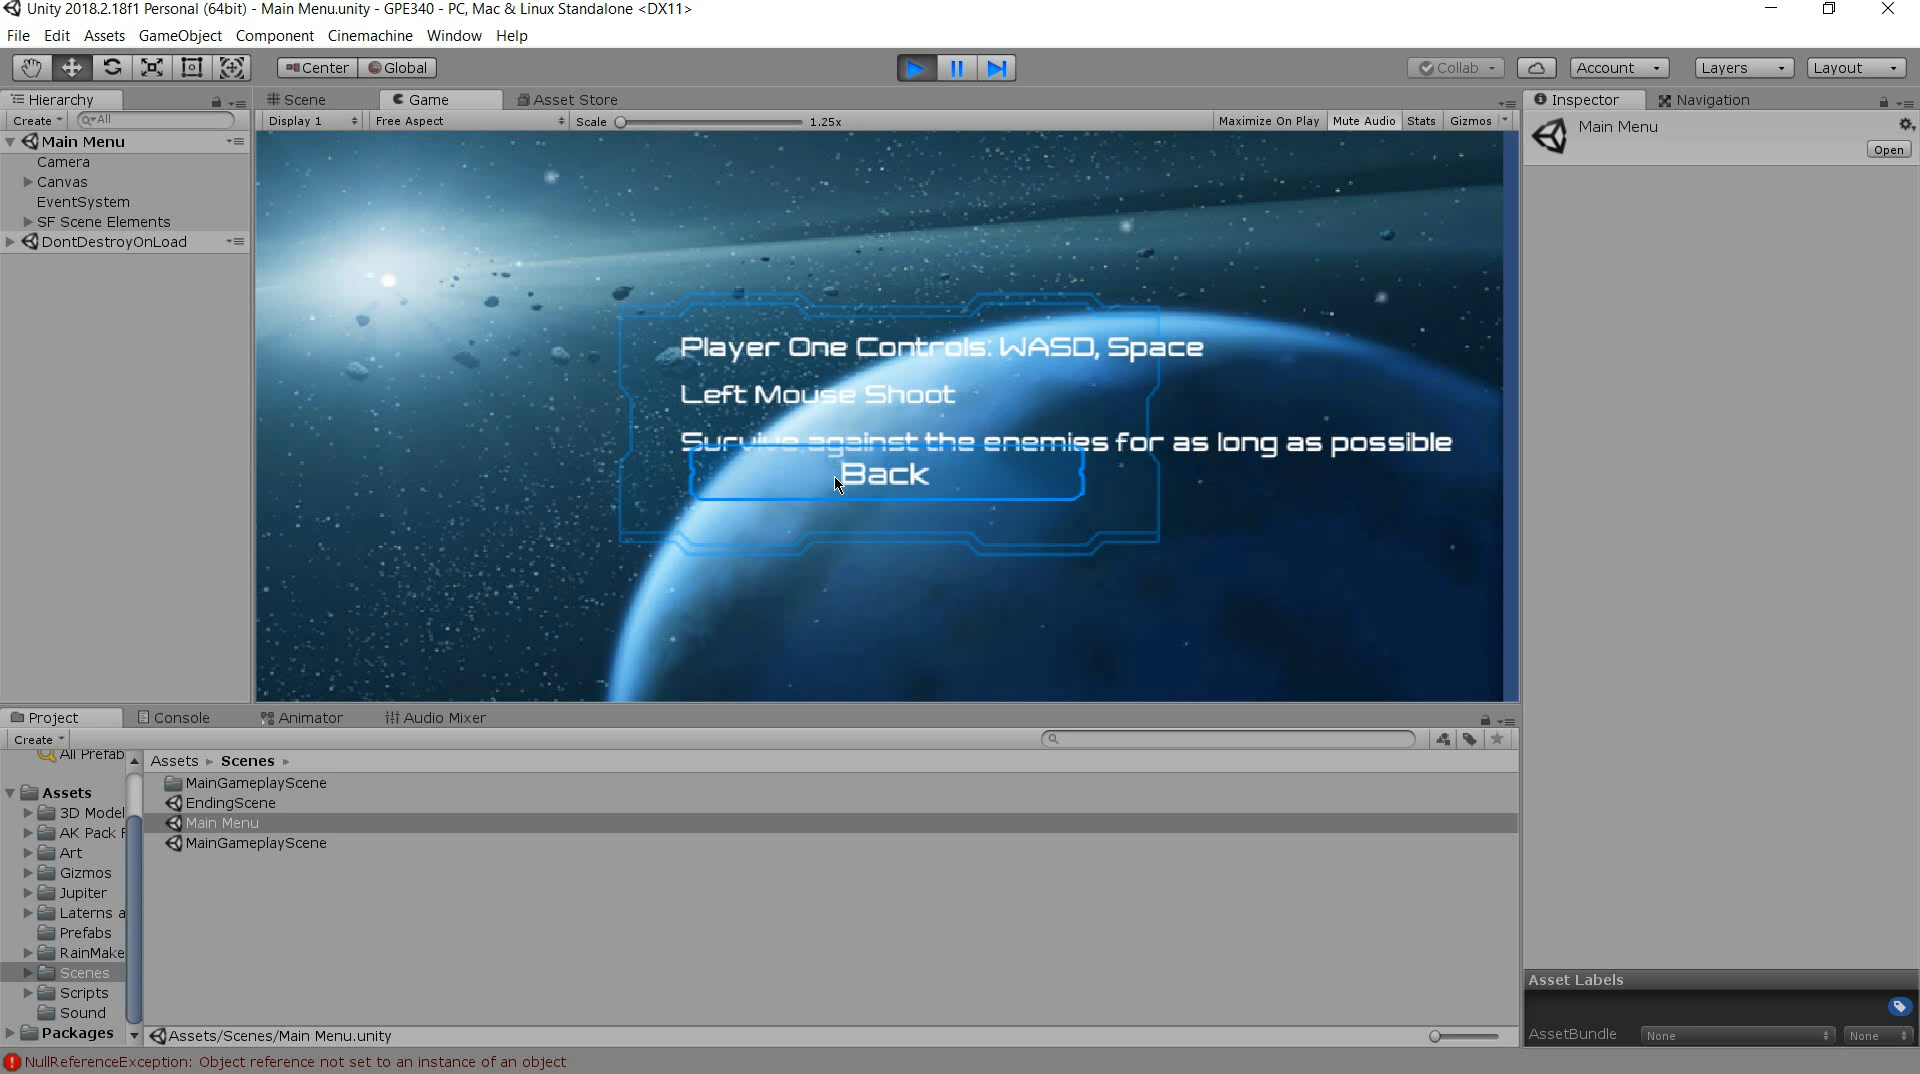 Unity 2018.2.18f1 Personal (64bit) - Main Menu.unity - GPE340 - PC, Mac & Linux Standalone <DX11>
File Edit Assets GameObject Component Cinemachine Window Help
Center Global Collab Account Layers Layout
Hierarchy
Create All
Main Menu
Camera
Canvas
EventSystem
SF Scene Elements
DontDestroyOnLoad
Scene Game Asset Store
Display 1 Free Aspect Scale 1.25x Maximize On Play Mute Audio Stats Gizmos
Player One Controls: WASD, Space
Left Mouse Shoot
Survive against the enemies for as long as possible
Back
Inspector Navigation
Main Menu
Open
Project Console Animator Audio Mixer
Create
All Prefab
Assets
3D Model
AK Pack F
Art
Gizmos
Jupiter
Laterns a
Prefabs
RainMake
Scenes
Scripts
Sound
Packages
Assets Scenes
MainGameplayScene
EndingScene
Main Menu
MainGameplayScene
Assets/Scenes/Main Menu.unity
Asset Labels
AssetBundle None None
NullReferenceException: Object reference not set to an instance of an object